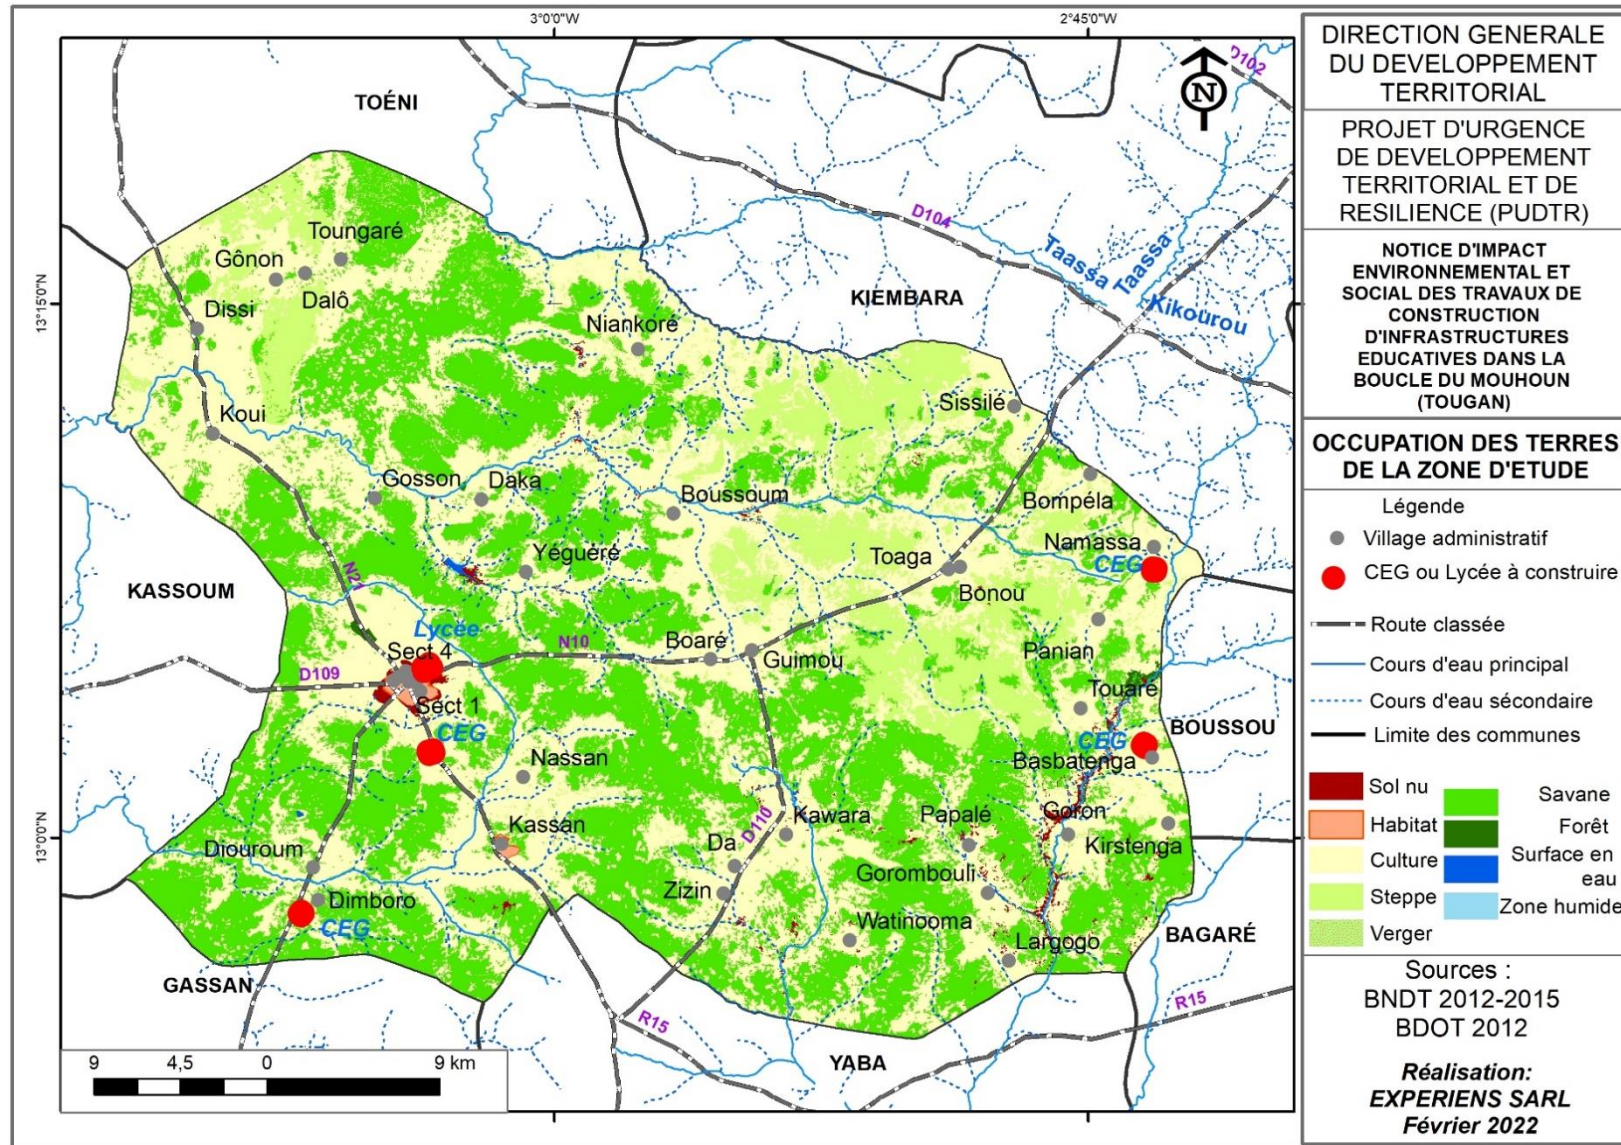 3°0'0"W
2°45'0"W
13°15'0"N
13°0'0"N
TOÉNI
KIEMBARA
KASSOUM
BOUSSOU
BAGARÉ
GASSAN
YABA
D102
N
D104
Taassa
Taassa
Kikourou
Toungaré
Gônon
Dalô
Dissi
Niankoré
Koui
Sissilé
Gosson
Daka
Boussoum
Bompéla
Yéguéré
Toaga
Namassa
CEG
N21
Bonou
Lycée
Sect 4
N10
Boaré
Guimou
Panian
D109
Sect 1
Touaré
CEG
CEG
Basbatenga
Nassan
Kassan
D110
Kawara
Papalé
Goron
Kirstenga
Diouroum
Da
Zizin
Gorombouli
Dimboro
CEG
Watinooma
Largogo
R15
R15
9 4,5 0 9 km
DIRECTION GENERALE
DU DEVELOPPEMENT
TERRITORIAL
PROJET D'URGENCE
DE DEVELOPPEMENT
TERRITORIAL ET DE
RESILIENCE (PUDTR)
NOTICE D'IMPACT
ENVIRONNEMENTAL ET
SOCIAL DES TRAVAUX DE
CONSTRUCTION
D'INFRASTRUCTURES
EDUCATIVES DANS LA
BOUCLE DU MOUHOUN
(TOUGAN)
OCCUPATION DES TERRES
DE LA ZONE D'ETUDE
Légende
Village administratif
CEG ou Lycée à construire
Route classée
Cours d'eau principal
Cours d'eau sécondaire
Limite des communes
Sol nu
Habitat
Culture
Steppe
Verger
Savane
Forêt
Surface en
eau
Zone humide
Sources :
BNDT 2012-2015
BDOT 2012
Réalisation:
EXPERIENS SARL
Février 2022